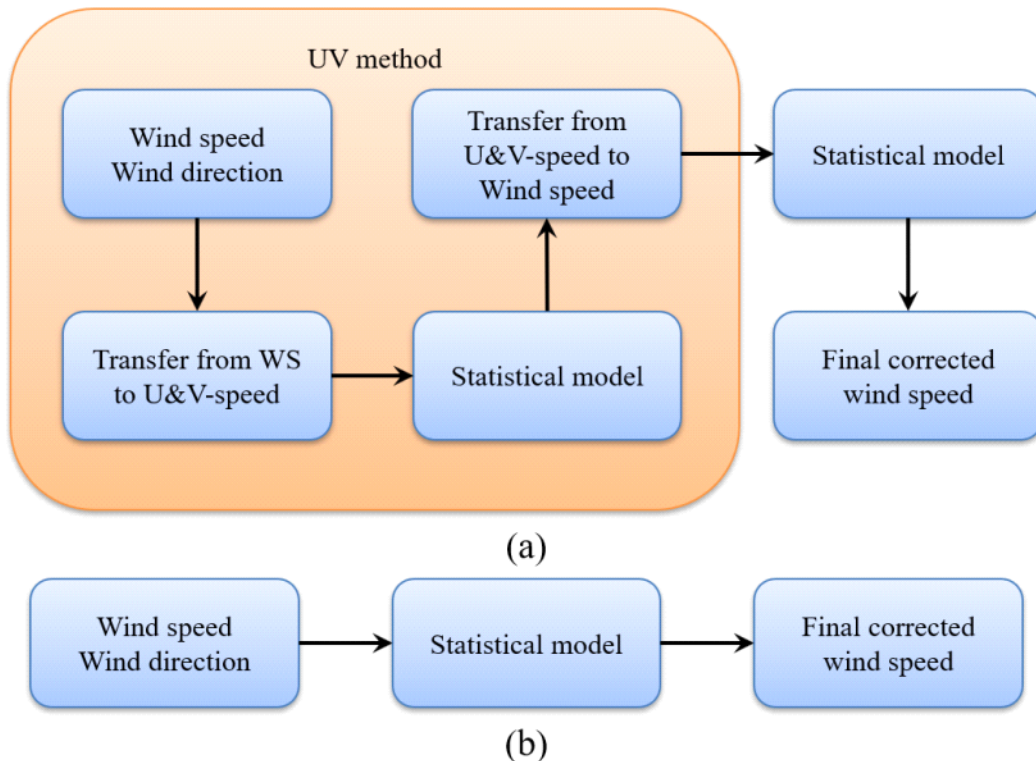 UV method
Wind speed
Wind direction
Transfer from WS
to U&V-speed
Statistical model
Transfer from
U&V-speed to
Wind speed
Statistical model
Final corrected
wind speed
(a)
Wind speed
Wind direction
Statistical model
Final corrected
wind speed
(b)